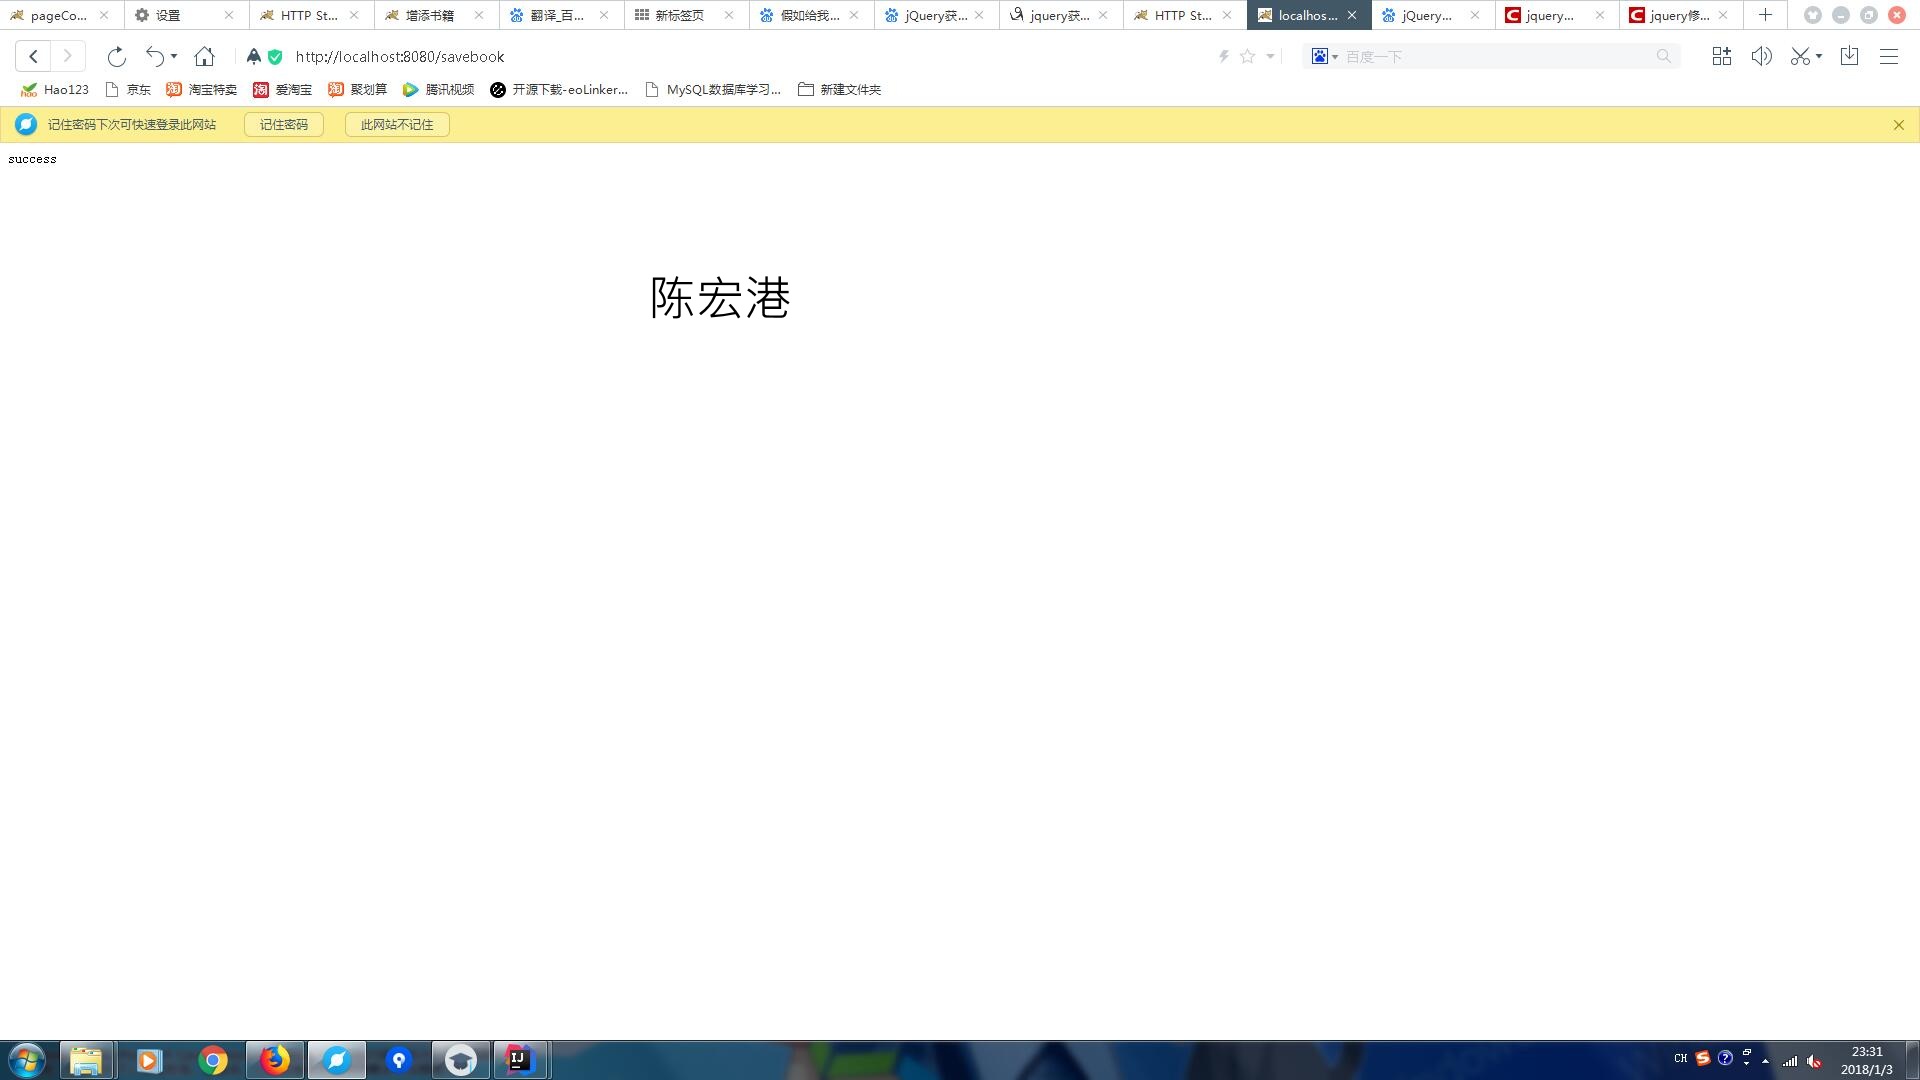 pageCo...
设置
HTTP St...
增添书籍
翻译_百...
新标签页
假如给我...
jQuery获...
jquery获...
HTTP St...
localhos...
jQuery...
jquery...
jquery修...
http://localhost:8080/savebook
百度一下
Hao123
京东
淘宝特卖
爱淘宝
聚划算
腾讯视频
开源下载-eoLinker...
MySQL数据库学习...
新建文件夹
记住密码下次可快速登录此网站
记住密码
此网站不记住
success
陈宏港
CH
23:31
2018/1/3